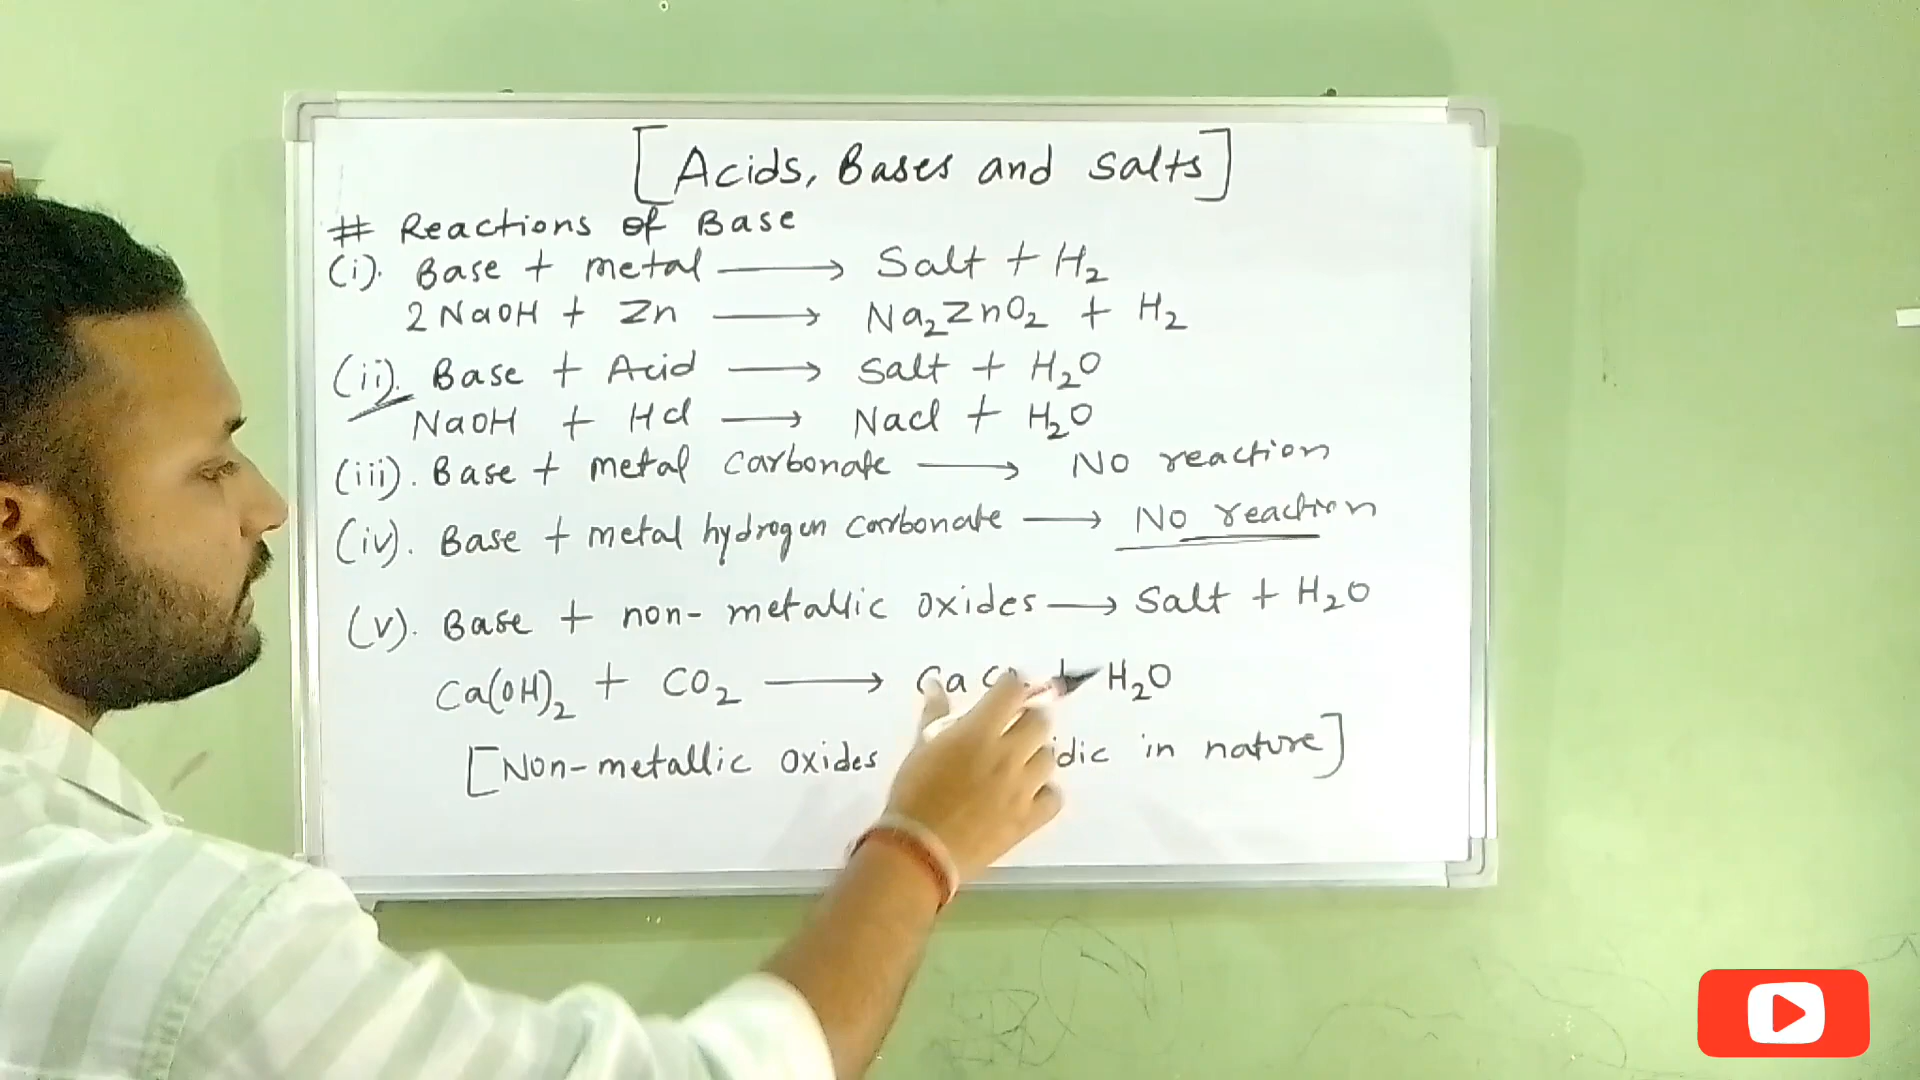 [Acids, Bases and Salts]
# Reactions of Base
(i). Base + metal ⟶ Salt + H₂
2NaOH + Zn ⟶ Na₂ZnO₂ + H₂
(ii). Base + Acid ⟶ Salt + H₂O
NaOH + HCl ⟶ NaCl + H₂O
(iii). Base + metal carbonate ⟶ No reaction
(iv). Base + metal hydrogen carbonate ⟶ No reaction
(v). Base + non-metallic oxides ⟶ Salt + H₂O
Ca(OH)₂ + CO₂ ⟶ Ca + H₂O
[Non-metallic oxides in nature]